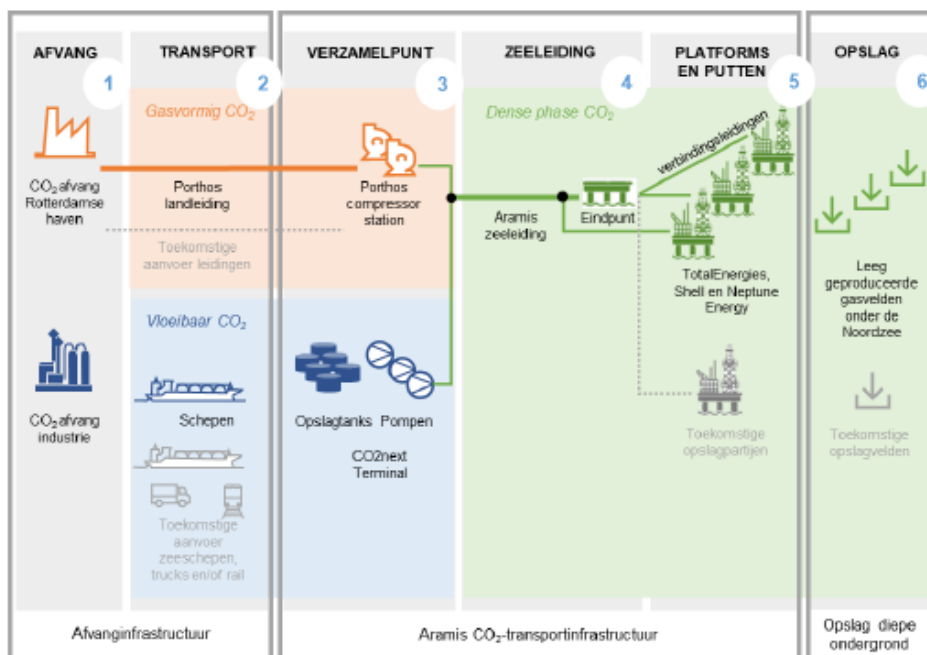 AFVANG
TRANSPORT
VERZAMELPUNT
ZEELEIDING
PLATFORMS
EN PUTTEN
OPSLAG
1
2
3
4
5
6
Gasvormig CO₂
Dense phase CO₂
verbindingsleidingen
CO₂ afvang
Rotterdamse
haven
Porthos
landleiding
Porthos
compressor
station
Aramis
zeeleiding
Eindpunt
Toekomstige
aanvoer leidingen
TotalEnergies,
Shell en Neptune
Energy
Leeg
geproduceerde
gasvelden
onder de
Noordzee
Vloeibaar CO₂
CO₂ afvang
industrie
Schepen
Opslagtanks Pompen
CO2next
Terminal
Toekomstige
opslagpartijen
Toekomstige
opslagvelden
Toekomstige
aanvoer
zeeschepen,
trucks en/of rail
Afvanginfrastructuur
Aramis CO₂-transportinfrastructuur
Opslag diepe
ondergrond